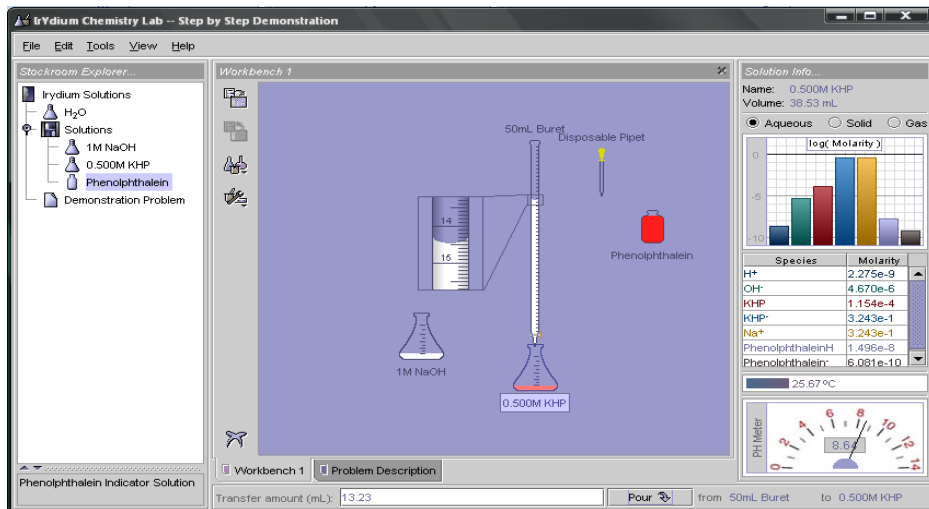 IrYdium Chemistry Lab -- Step by Step Demonstration
File Edit Tools View Help
Stockroom Explorer...
Irydium Solutions
H₂O
Solutions
1M NaOH
0.500M KHP
Phenolphthalein
Demonstration Problem
Phenolphthalein Indicator Solution
Workbench 1
50mL Buret
Disposable Pipet
14
15
Phenolphthalein
1M NaOH
0.500M KHP
Workbench 1 Problem Description
Transfer amount (mL): 13.23 Pour from 50mL Buret to 0.500M KHP
Solution Info...
Name: 0.500M KHP
Volume: 38.53 mL
Aqueous Solid Gas
log( Molarity )
0
-5
-10
Species Molarity
H+ 2.275e-9
OH- 4.670e-6
KHP 1.154e-4
KHP- 3.243e-1
Na+ 3.243e-1
PhenolphthaleinH 1.496e-8
Phenolphthalein- 6.081e-10
25.67ºC
PH Meter
0 2 4 6 8 10 12 14
8.64